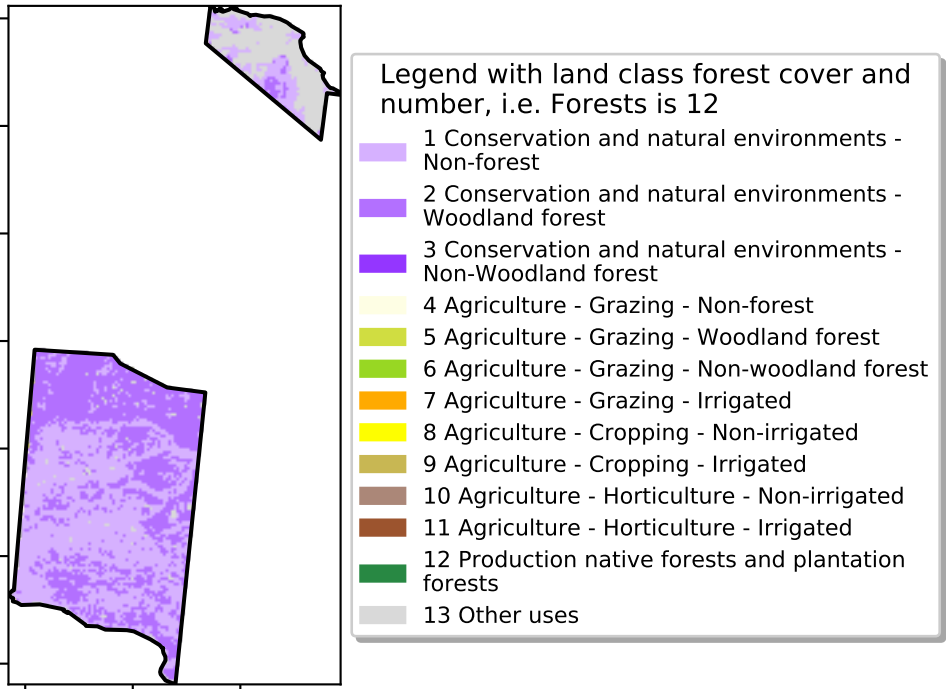 Legend with land class forest cover and
number, i.e. Forests is 12
1 Conservation and natural environments -
Non-forest
2 Conservation and natural environments -
Woodland forest
3 Conservation and natural environments -
Non-Woodland forest
4 Agriculture - Grazing - Non-forest
5 Agriculture - Grazing - Woodland forest
6 Agriculture - Grazing - Non-woodland forest
7 Agriculture - Grazing - Irrigated
8 Agriculture - Cropping - Non-irrigated
9 Agriculture - Cropping - Irrigated
10 Agriculture - Horticulture - Non-irrigated
11 Agriculture - Horticulture - Irrigated
12 Production native forests and plantation
forests
13 Other uses